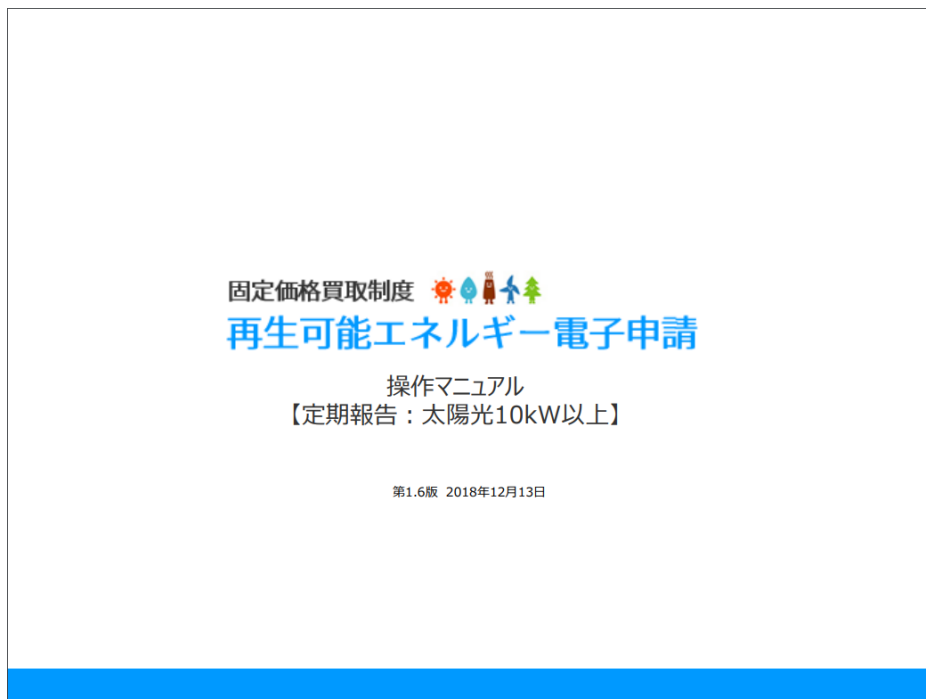 固定価格買取制度
再生可能エネルギー電子申請
操作マニュアル
【定期報告：太陽光10kW以上】
第1.6版 2018年12月13日